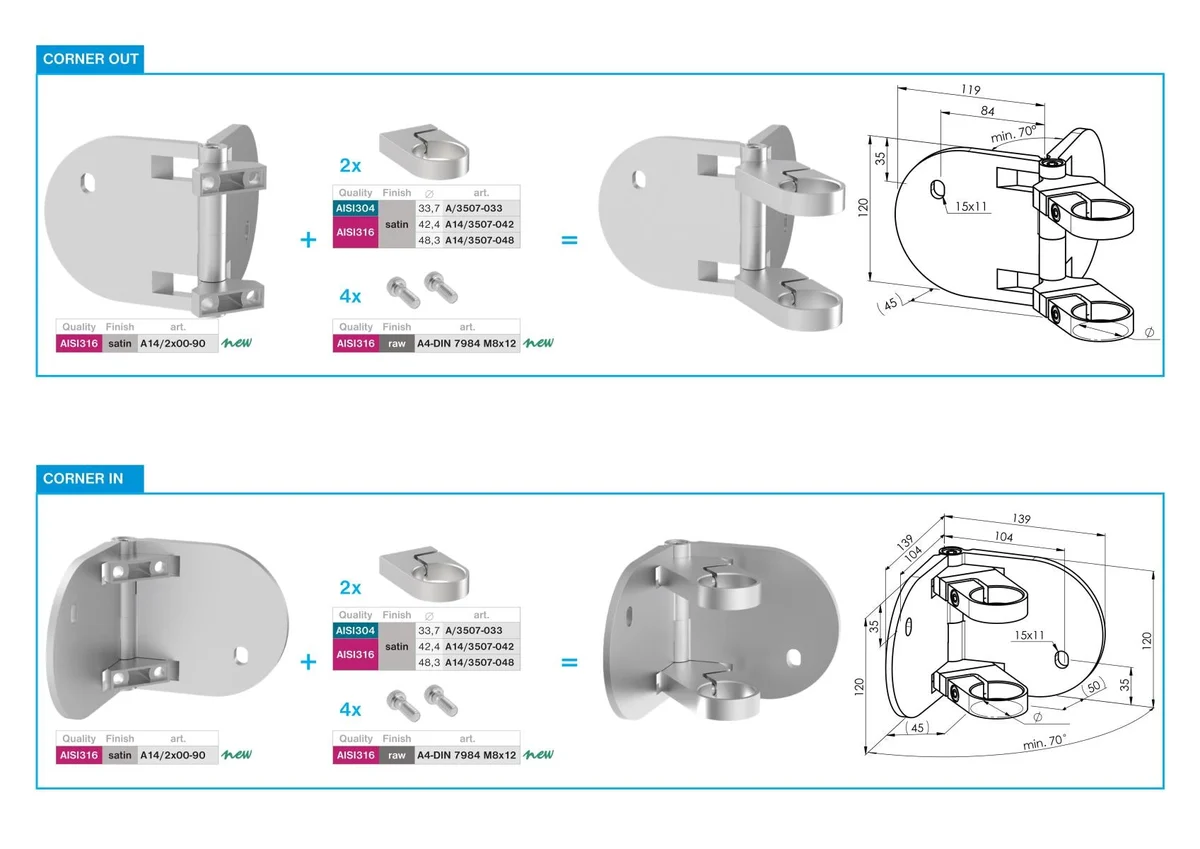 CORNER OUT
2x
Quality Finish ∅ art.
AISI304 33,7 A/3507-033
AISI316 satin 42,4 A14/3507-042
48,3 A14/3507-048
+
=
4x
Quality Finish art.
AISI316 satin A14/2x00-90 new
Quality Finish art.
AISI316 raw A4-DIN 7984 M8x12 new
119
84
min. 70°
35
120
15x11
(45)
∅
CORNER IN
2x
Quality Finish ∅ art.
AISI304 33,7 A/3507-033
AISI316 satin 42,4 A14/3507-042
48,3 A14/3507-048
+
=
4x
Quality Finish art.
AISI316 satin A14/2x00-90 new
Quality Finish art.
AISI316 raw A4-DIN 7984 M8x12 new
139
104
139
104
35
15x11
120
120
35
(50)
∅
(45)
min. 70°